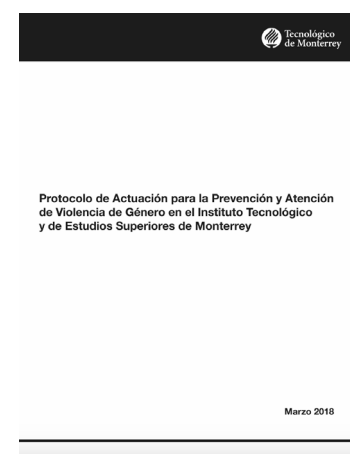 Tecnológico
de Monterrey
Protocolo de Actuación para la Prevención y Atención
de Violencia de Género en el Instituto Tecnológico
y de Estudios Superiores de Monterrey
Marzo 2018